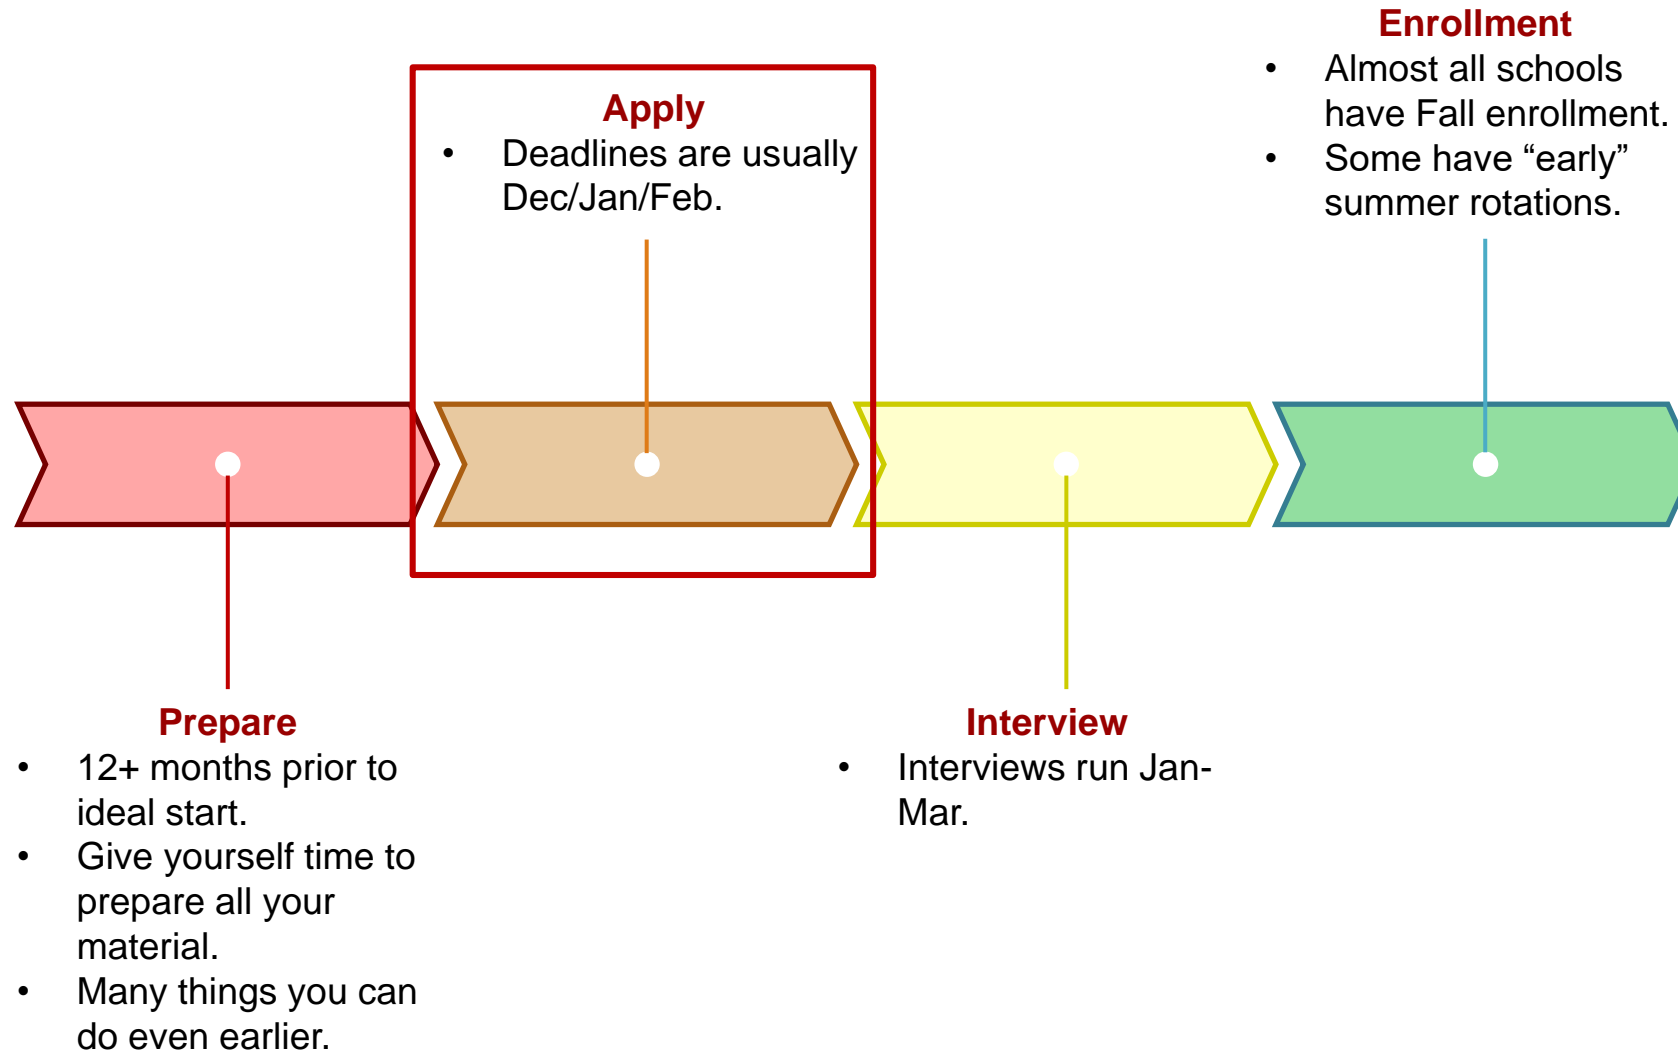 Prepare
• 12+ months prior to
ideal start.
• Give yourself time to
prepare all your
material.
• Many things you can
do even earlier.
Apply
• Deadlines are usually
Dec/Jan/Feb.
Interview
• Interviews run Jan-
Mar.
Enrollment
• Almost all schools
have Fall enrollment.
• Some have “early”
summer rotations.